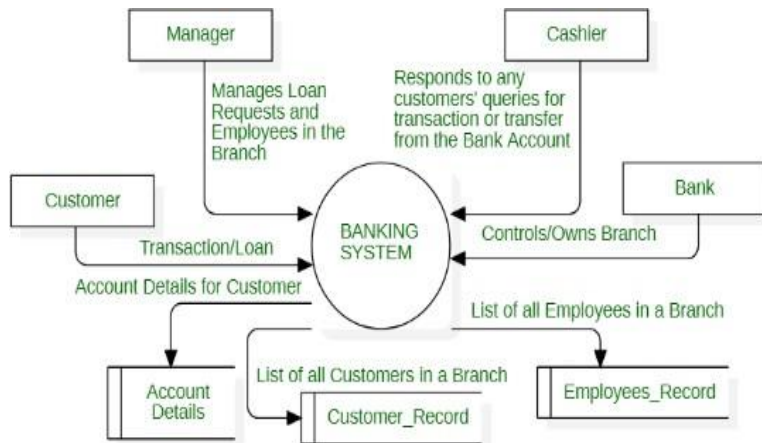 Manager
Cashier
Manages Loan
Requests and
Employees in the
Branch
Responds to any
customers' queries for
transaction or transfer
from the Bank Account
Customer
Bank
BANKING
SYSTEM
Transaction/Loan
Controls/Owns Branch
Account Details for Customer
List of all Employees in a Branch
List of all Customers in a Branch
Account
Details
Customer_Record
Employees_Record